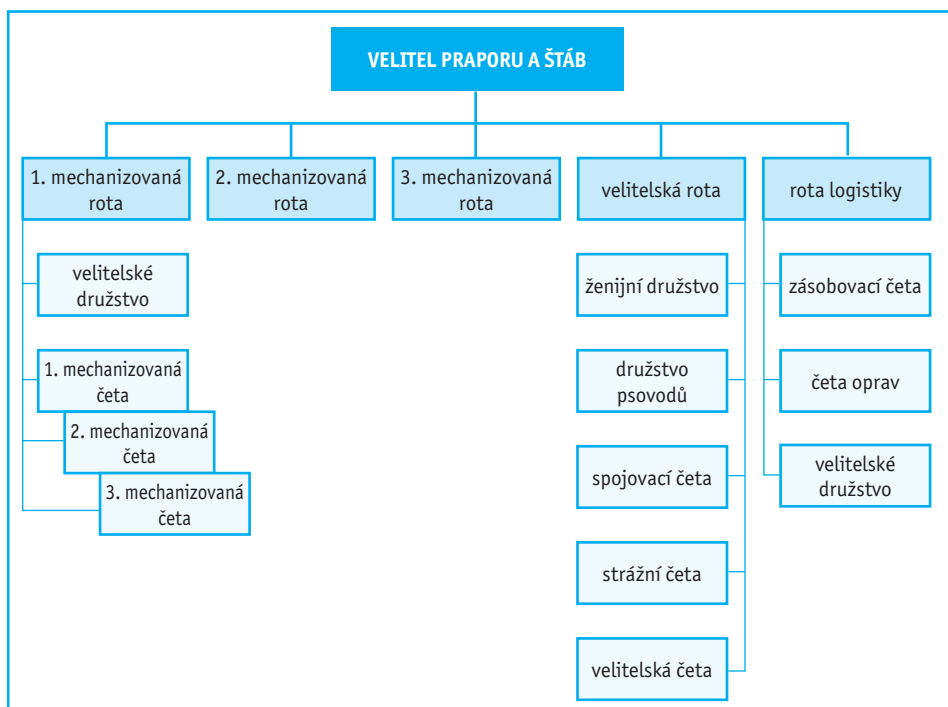 VELITEL PRAPORU A ŠTÁB
1. mechanizovaná
rota
2. mechanizovaná
rota
3. mechanizovaná
rota
velitelská rota
rota logistiky
velitelské
družstvo
1. mechanizovaná
četa
2. mechanizovaná
četa
3. mechanizovaná
četa
ženijní družstvo
družstvo
psovodů
spojovací četa
strážní četa
velitelská četa
zásobovací četa
četa oprav
velitelské
družstvo